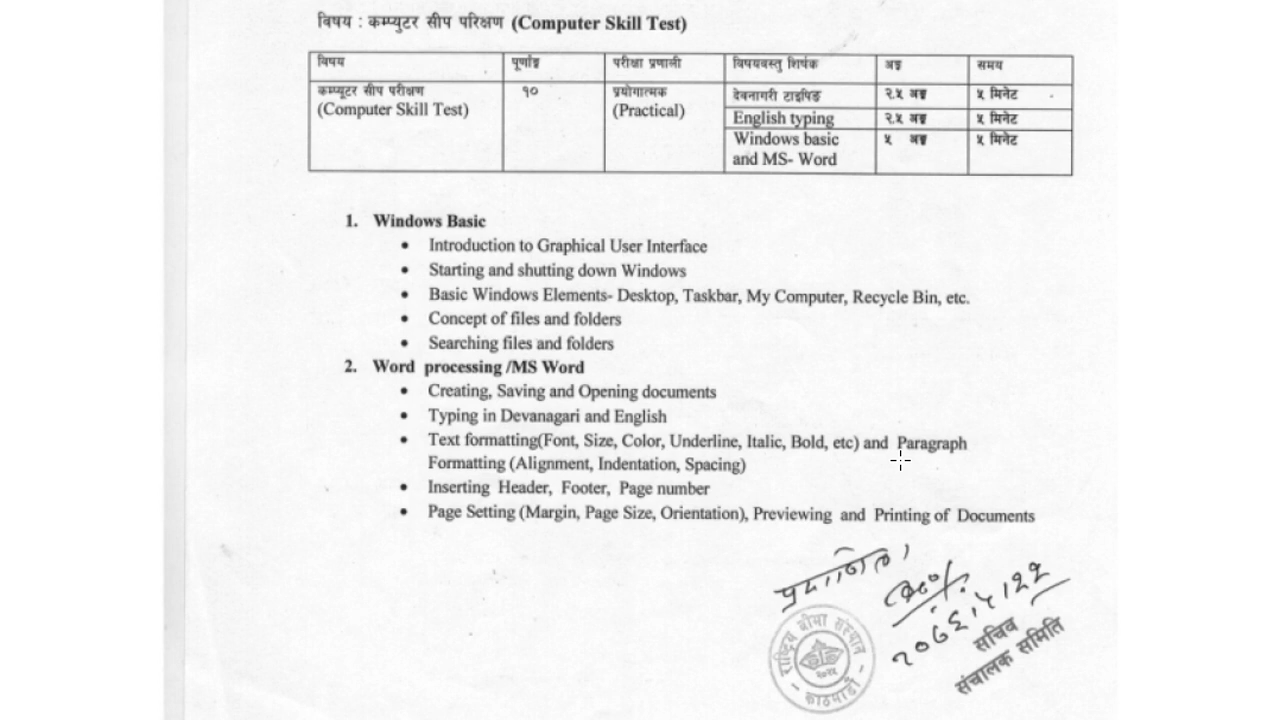 विषय : कम्प्युटर सीप परिक्षण (Computer Skill Test)
विषय पूर्णाङ्क परीक्षा प्रणाली विषयवस्तु शिर्षक अङ्क समय
कम्प्यूटर सीप परीक्षण १० प्रयोगात्मक देवनागरी टाइपिङ २.५ अङ्क ५ मिनेट
(Computer Skill Test) (Practical) English typing २.५ अङ्क ५ मिनेट
Windows basic ५ अङ्क ५ मिनेट
and MS- Word
1. Windows Basic
• Introduction to Graphical User Interface
• Starting and shutting down Windows
• Basic Windows Elements- Desktop, Taskbar, My Computer, Recycle Bin, etc.
• Concept of files and folders
• Searching files and folders
2. Word processing /MS Word
• Creating, Saving and Opening documents
• Typing in Devanagari and English
• Text formatting(Font, Size, Color, Underline, Italic, Bold, etc) and Paragraph
Formatting (Alignment, Indentation, Spacing)
• Inserting Header, Footer, Page number
• Page Setting (Margin, Page Size, Orientation), Previewing and Printing of Documents
प्रमाणित
सचिव
संचालक समिति
राष्ट्रिय बीमा संस्थान
काठमाडौं